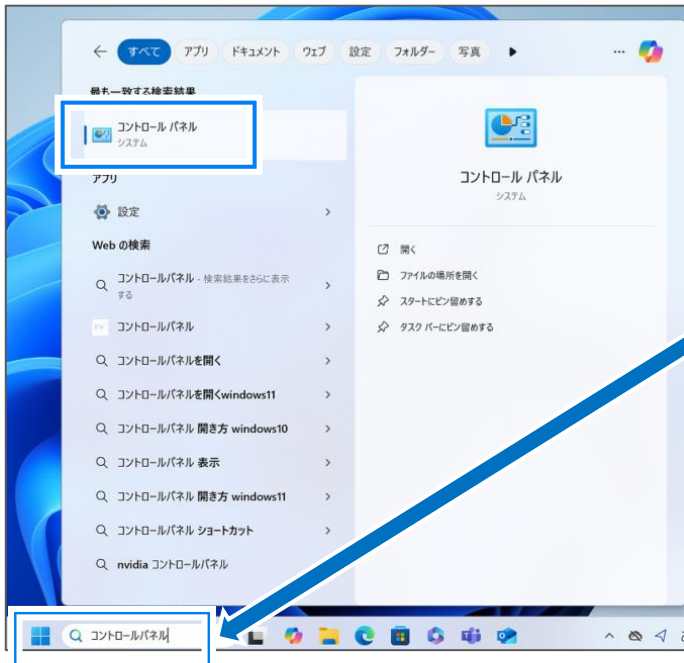 すべて アプリ ドキュメント ウェブ 設定 フォルダー 写真
最も一致する検索結果
コントロール パネル
システム
アプリ
設定
Web の検索
コントロールパネル - 検索結果をさらに表示
する
コントロールパネル
コントロールパネルを開く
コントロールパネルを開くwindows11
コントロールパネル 開き方 windows10
コントロールパネル 表示
コントロールパネル 開き方 windows11
コントロールパネル ショートカット
nvidia コントロールパネル
コントロール パネル
システム
開く
ファイルの場所を開く
スタートにピン留めする
タスク バーにピン留めする
コントロールパネル